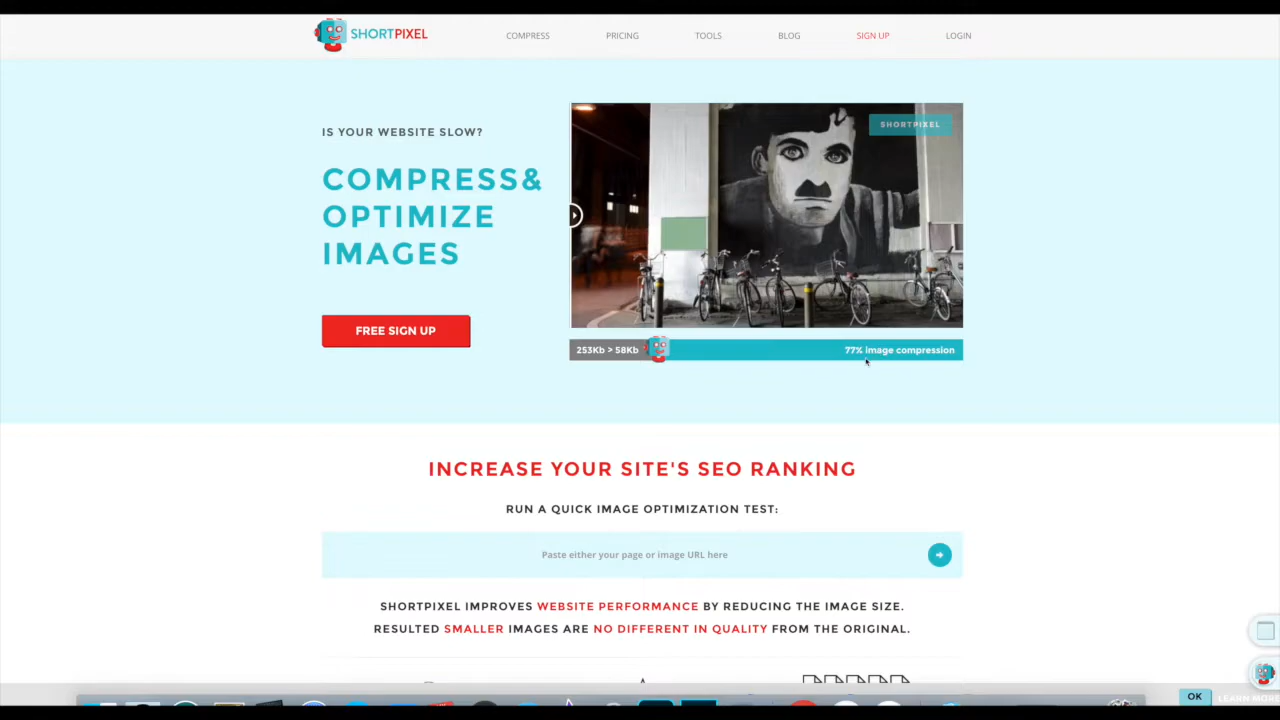 SHORTPIXEL
COMPRESS
PRICING
TOOLS
BLOG
SIGN UP
LOGIN
IS YOUR WEBSITE SLOW?
COMPRESS&
OPTIMIZE
IMAGES
FREE SIGN UP
SHORTPIXEL
253Kb > 58Kb
77% image compression
INCREASE YOUR SITE'S SEO RANKING
RUN A QUICK IMAGE OPTIMIZATION TEST:
Paste either your page or image URL here
SHORTPIXEL IMPROVES WEBSITE PERFORMANCE BY REDUCING THE IMAGE SIZE.
RESULTED SMALLER IMAGES ARE NO DIFFERENT IN QUALITY FROM THE ORIGINAL.
OK
LEARN MORE